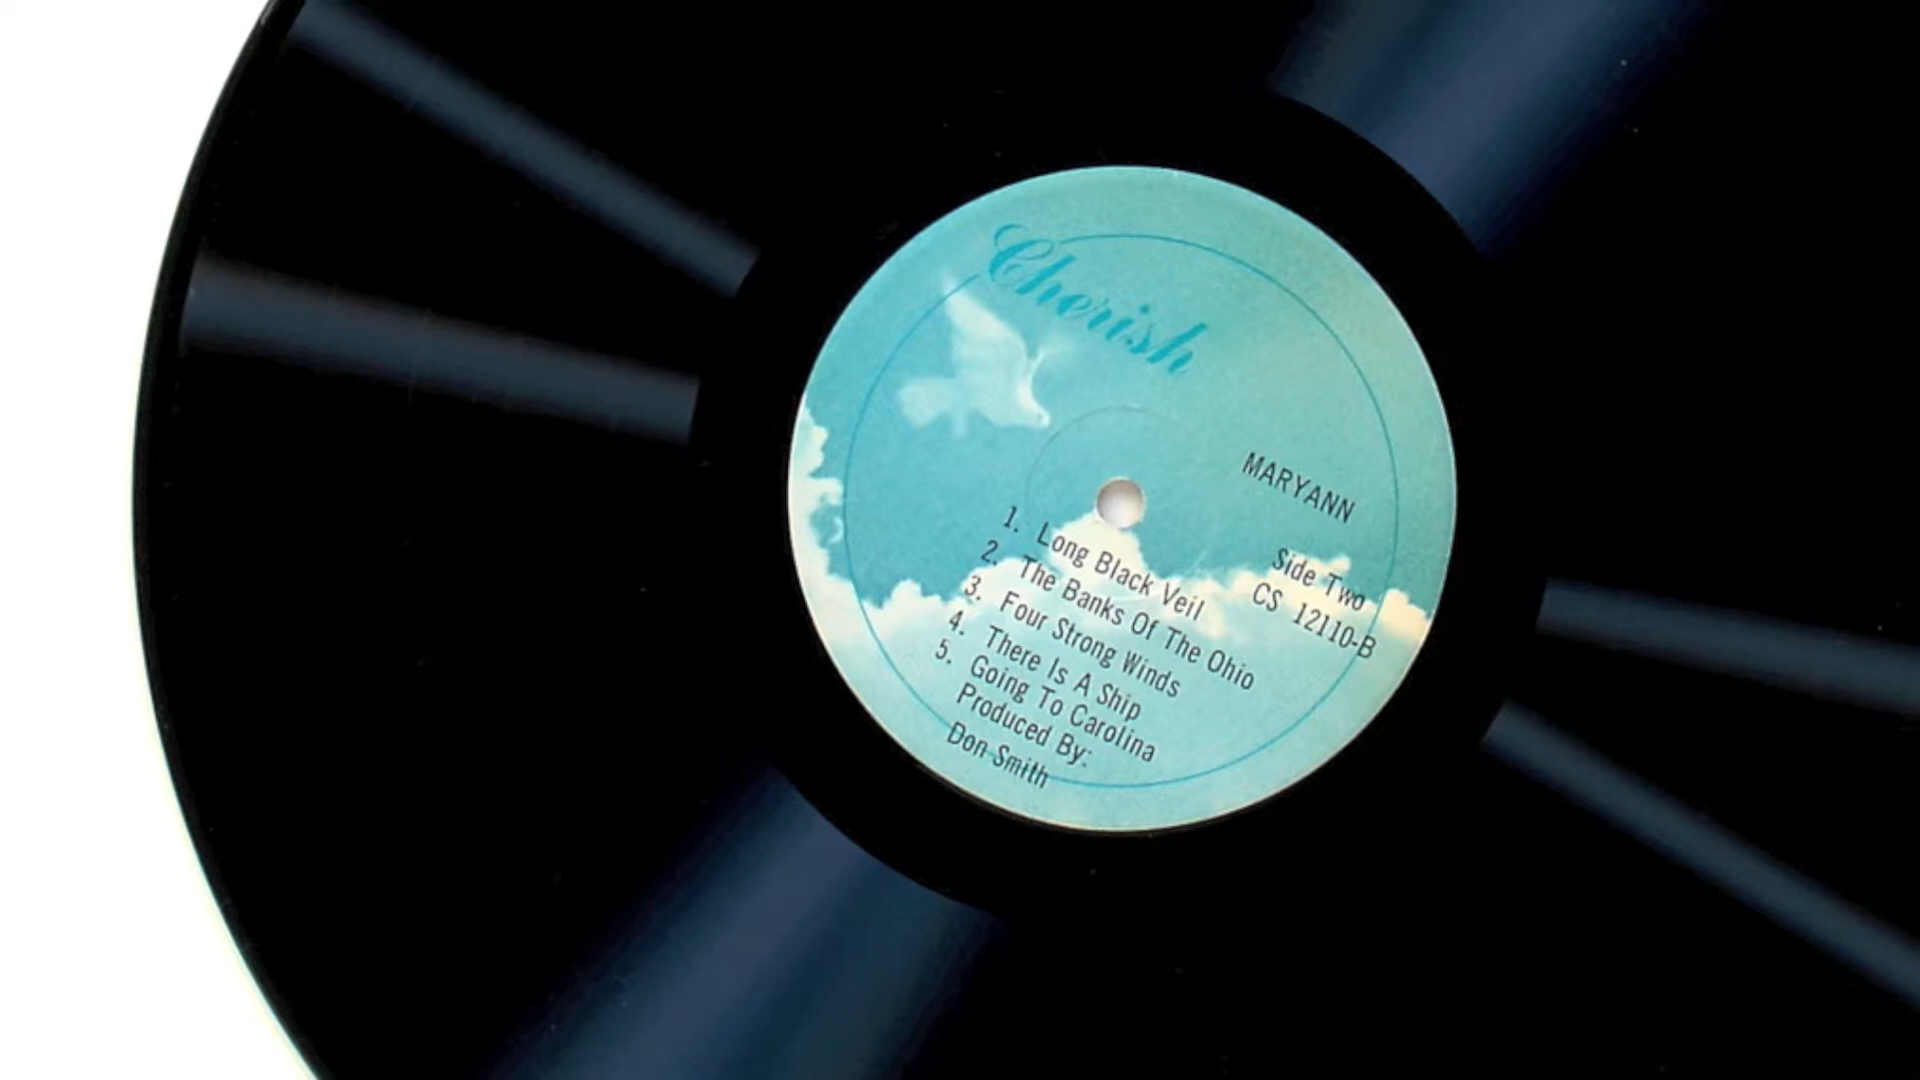 Cherish
MARYANN
Side Two
CS 12110-B
1. Long Black Veil
2. The Banks Of The Ohio
3. Four Strong Winds
4. There Is A Ship
5. Going To Carolina
Produced By:
Don Smith